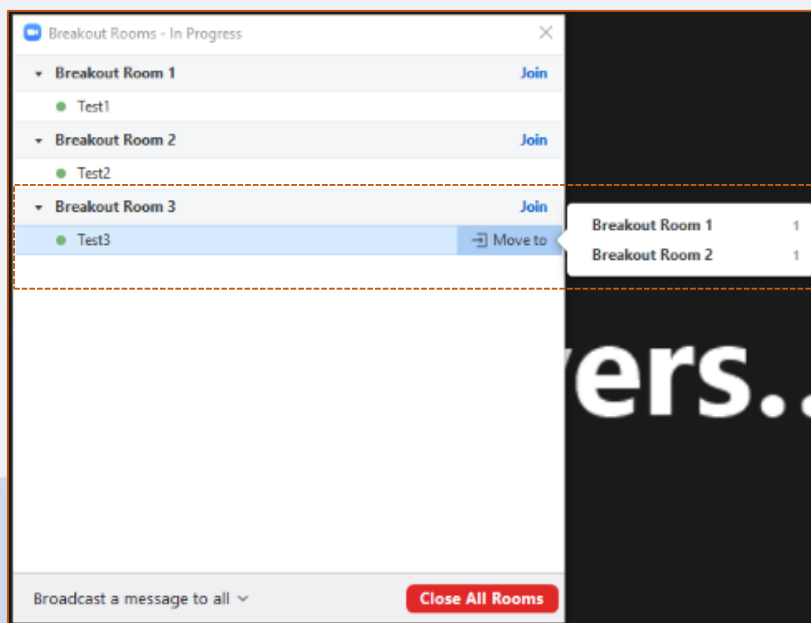 Breakout Rooms - In Progress
Breakout Room 1 Join
Test1
Breakout Room 2 Join
Test2
Breakout Room 3 Join
Test3 Move to
Breakout Room 1 1
Breakout Room 2 1
ers..
Broadcast a message to all
Close All Rooms